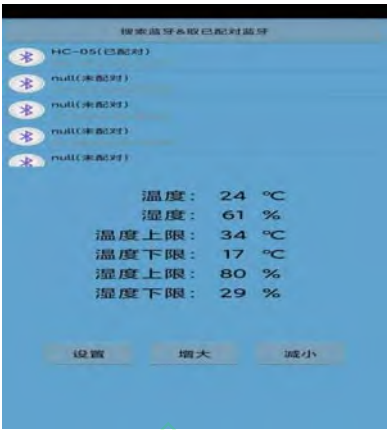 搜索蓝牙&取已配对蓝牙
HC-05(已配对)
null(未配对)
null(未配对)
null(未配对)
null(未配对)
温度: 24 ℃
湿度: 61 %
温度上限: 34 ℃
温度下限: 17 ℃
湿度上限: 80 %
湿度下限: 29 %
设置 增大 减小